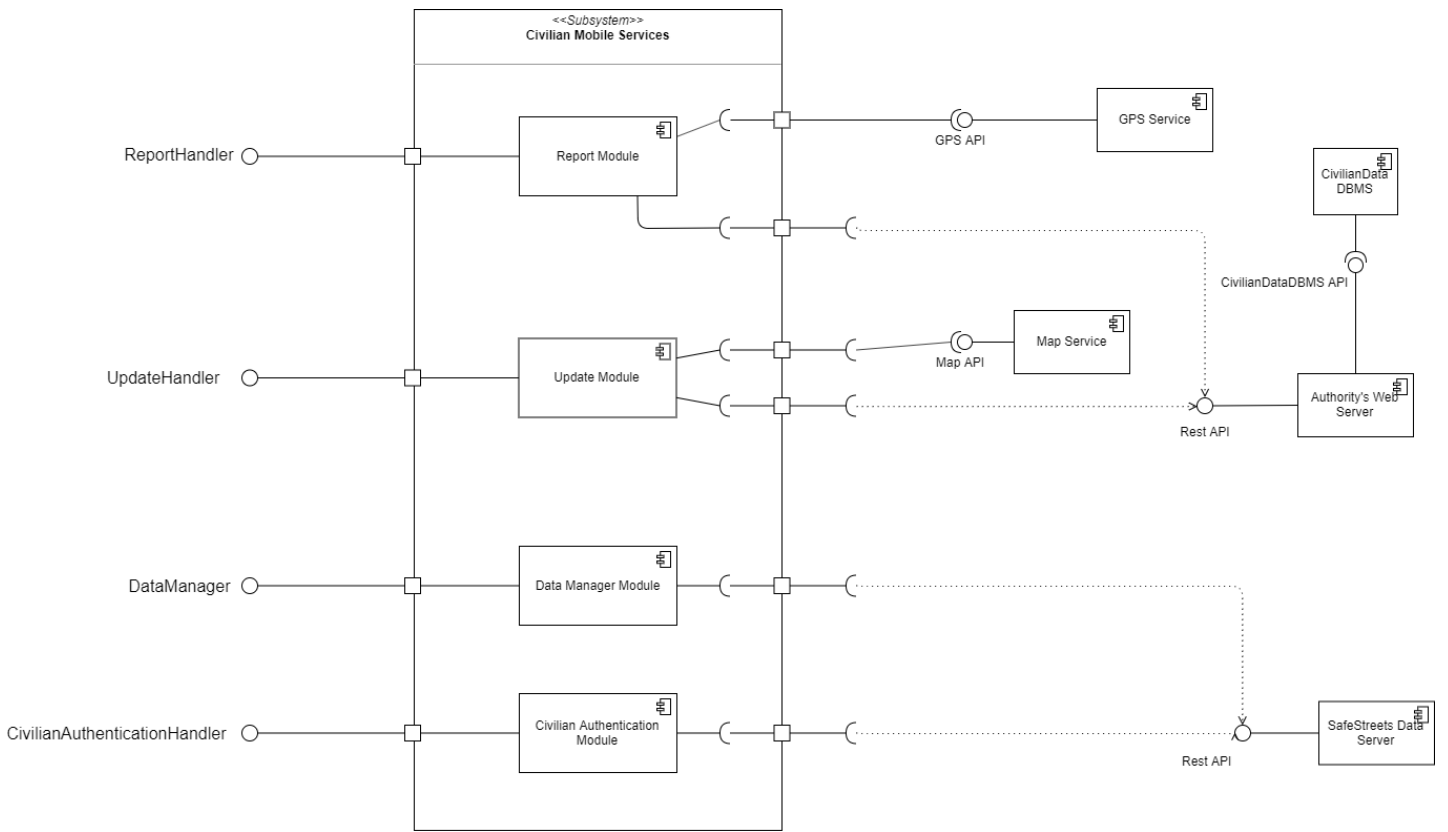 <<Subsystem>>
Civilian Mobile Services
ReportHandler
Report Module
GPS API
GPS Service
CivilianData
DBMS
CivilianDataDBMS API
UpdateHandler
Update Module
Map API
Map Service
Rest API
Authority's Web
Server
DataManager
Data Manager Module
CivilianAuthenticationHandler
Civilian Authentication
Module
Rest API
SafeStreets Data
Server